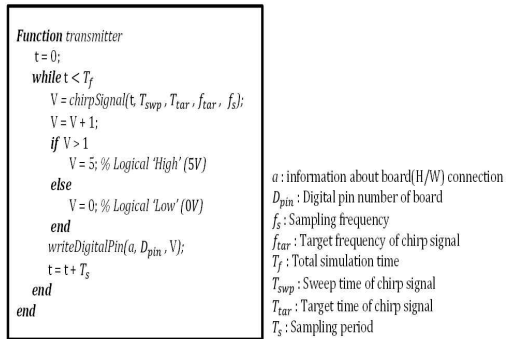 Function transmitter
t = 0;
while t < T_f
V = chirpSignal(t, T_swp , T_tar , f_tar , f_s);
V = V + 1;
if V > 1
V = 5; % Logical ‘High’ (5V)
else
V = 0; % Logical ‘Low’ (0V)
end
writeDigitalPin(a, D_pin , V);
t = t + T_s
end
end
a : information about board(H/W) connection
D_pin : Digital pin number of board
f_s : Sampling frequency
f_tar : Target frequency of chirp signal
T_f : Total simulation time
T_swp : Sweep time of chirp signal
T_tar : Target time of chirp signal
T_s : Sampling period